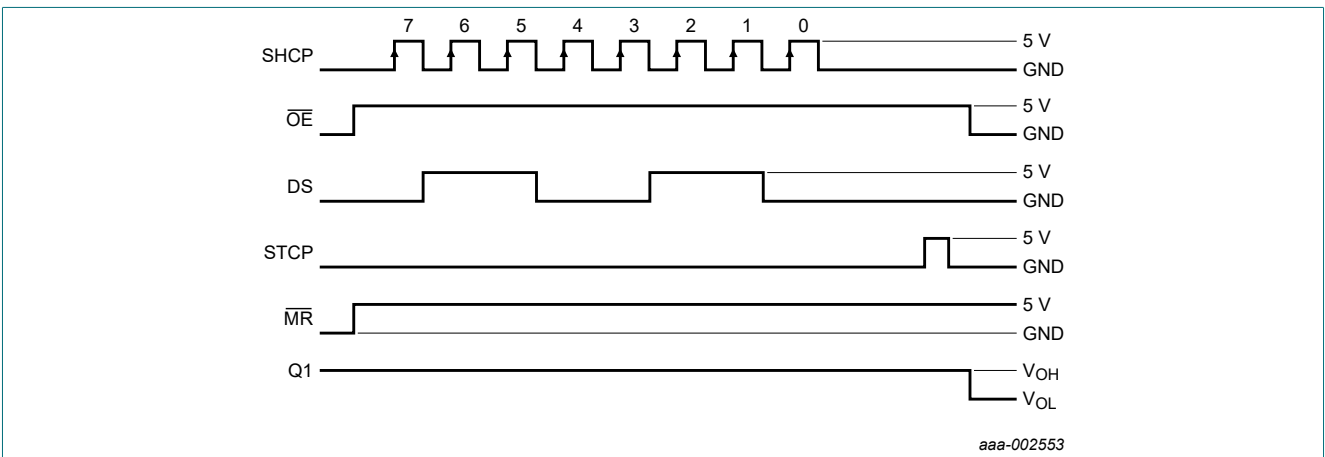 7 6 5 4 3 2 1 0
SHCP
5 V
GND
OE
5 V
GND
DS
5 V
GND
STCP
5 V
GND
MR
5 V
GND
Q1
VOH
VOL
aaa-002553